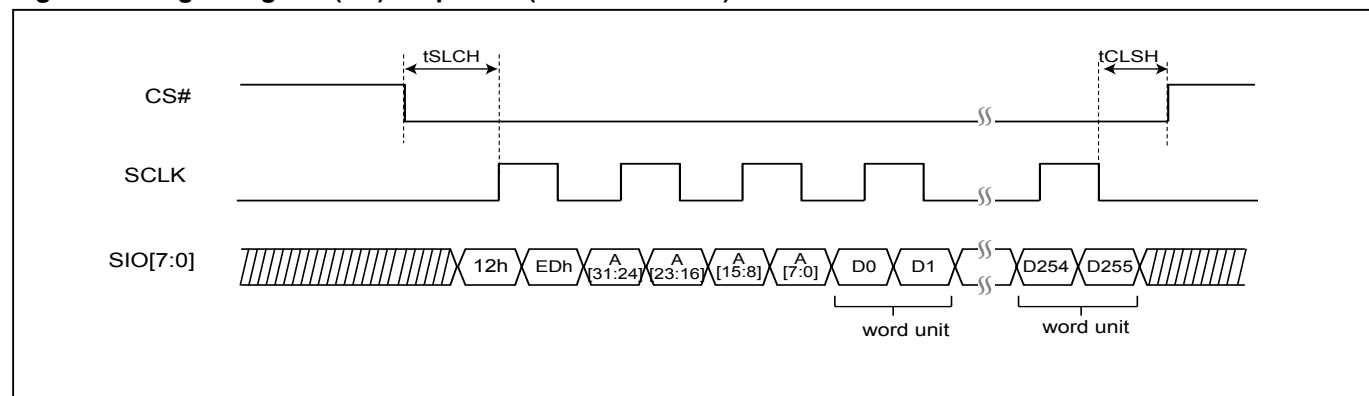 tSLCH
tCLSH
CS#
SCLK
SIO[7:0]
12h
EDh
A
[31:24]
A
[23:16]
A
[15:8]
A
[7:0]
D0
D1
D254
D255
word unit
word unit